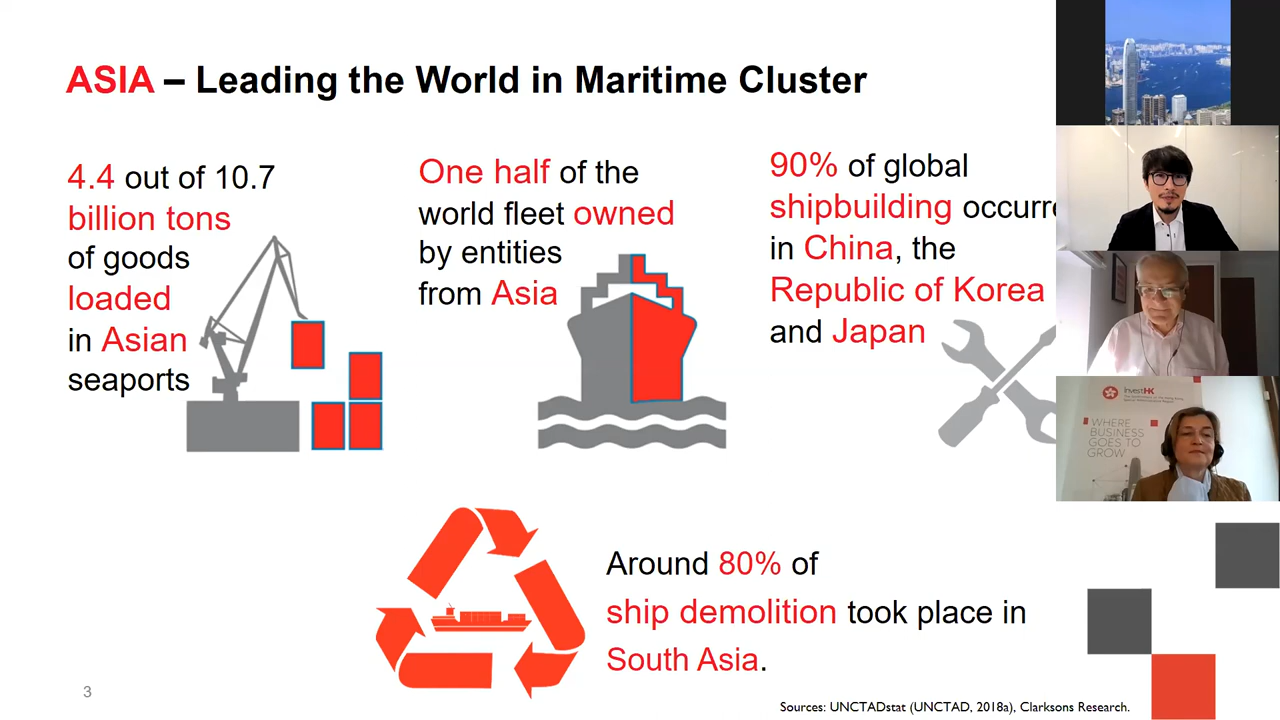 ASIA – Leading the World in Maritime Cluster
4.4 out of 10.7
billion tons
of goods
loaded
in Asian
seaports
One half of the
world fleet owned
by entities
from Asia
90% of global
shipbuilding
in China, the
Republic of Korea
and Japan
Around 80% of
ship demolition took place in
South Asia.
3
Sources: UNCTADstat (UNCTAD, 2018a), Clarksons Research.
investHK
WHERE
BUSINESS
GOES TO
GROW